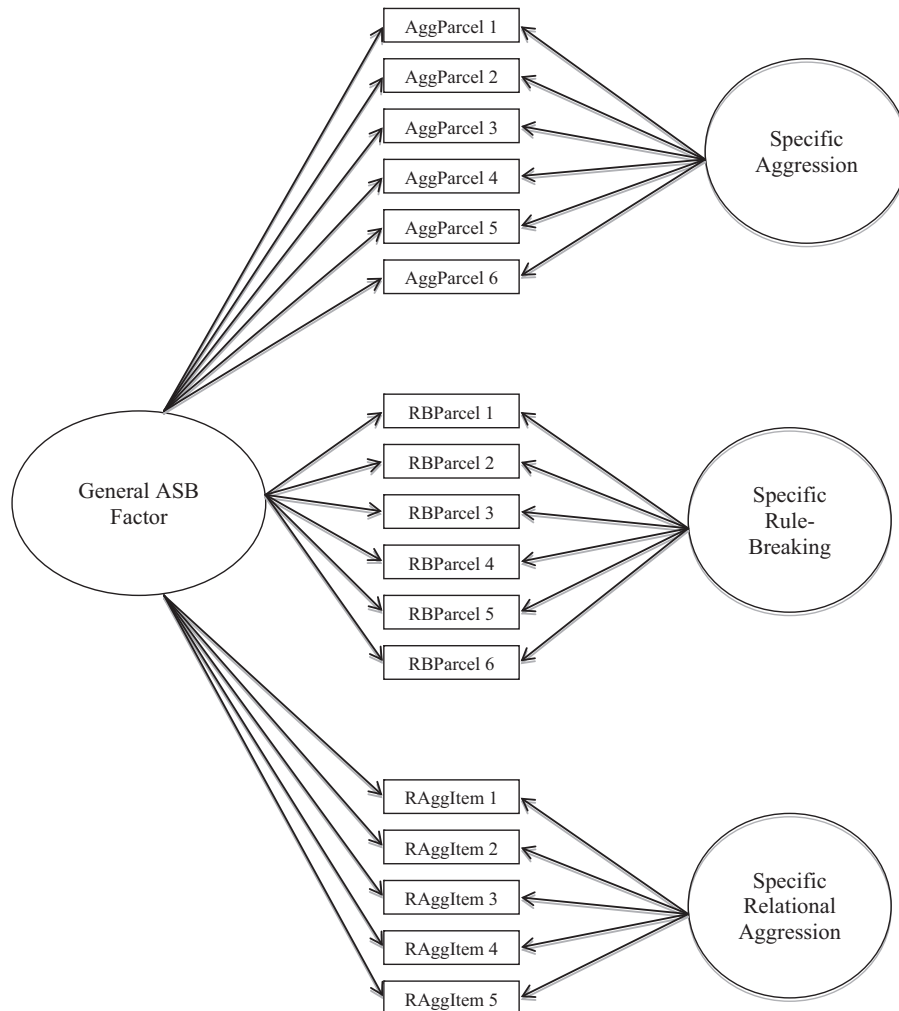 AggParcel 1
AggParcel 2
AggParcel 3
AggParcel 4
AggParcel 5
AggParcel 6
Specific
Aggression
General ASB
Factor
RBParcel 1
RBParcel 2
RBParcel 3
RBParcel 4
RBParcel 5
RBParcel 6
Specific
Rule-
Breaking
RAggItem 1
RAggItem 2
RAggItem 3
RAggItem 4
RAggItem 5
Specific
Relational
Aggression